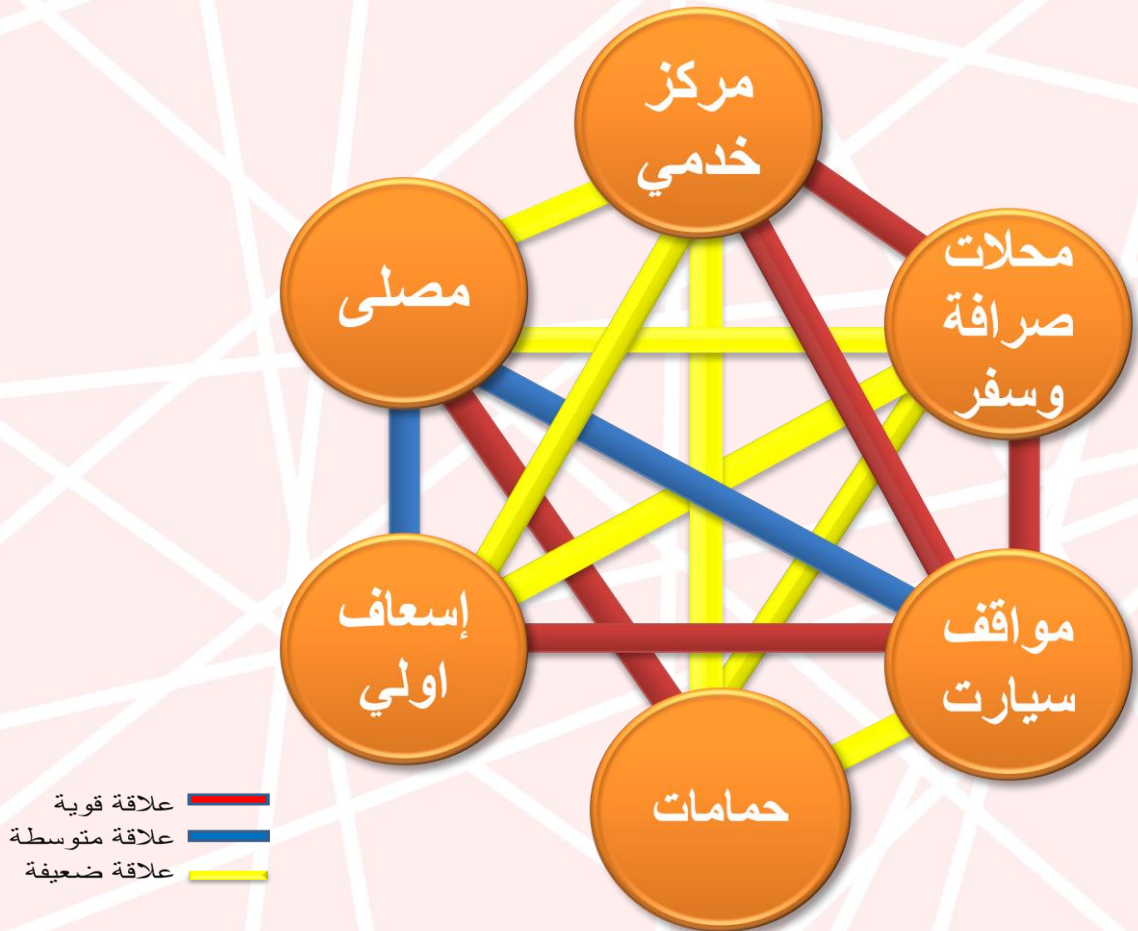 مركز
خدمي
محلات
صرافة
وسفر
مصلى
إسعاف
اولي
مواقف
سيارت
حمامات
علاقة قوية
علاقة متوسطة
علاقة ضعيفة